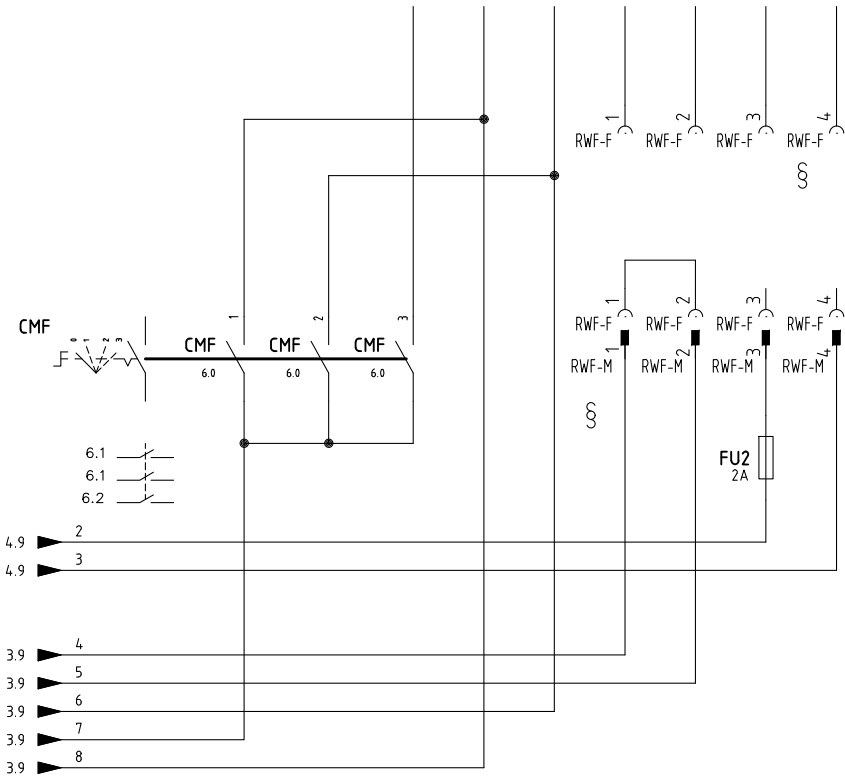 1 2 3 4
RWF-F RWF-F RWF-F RWF-F
§
1 2 3 4
1 2 3
CMF
0 1 2 3
CMF CMF CMF
6.0 6.0 6.0
RWF-F RWF-F RWF-F RWF-F
1 2 3 4
RWF-M RWF-M RWF-M RWF-M
§
6.1
6.1
6.2
FU2
2A
4.9 2
4.9 3
3.9 4
3.9 5
3.9 6
3.9 7
3.9 8